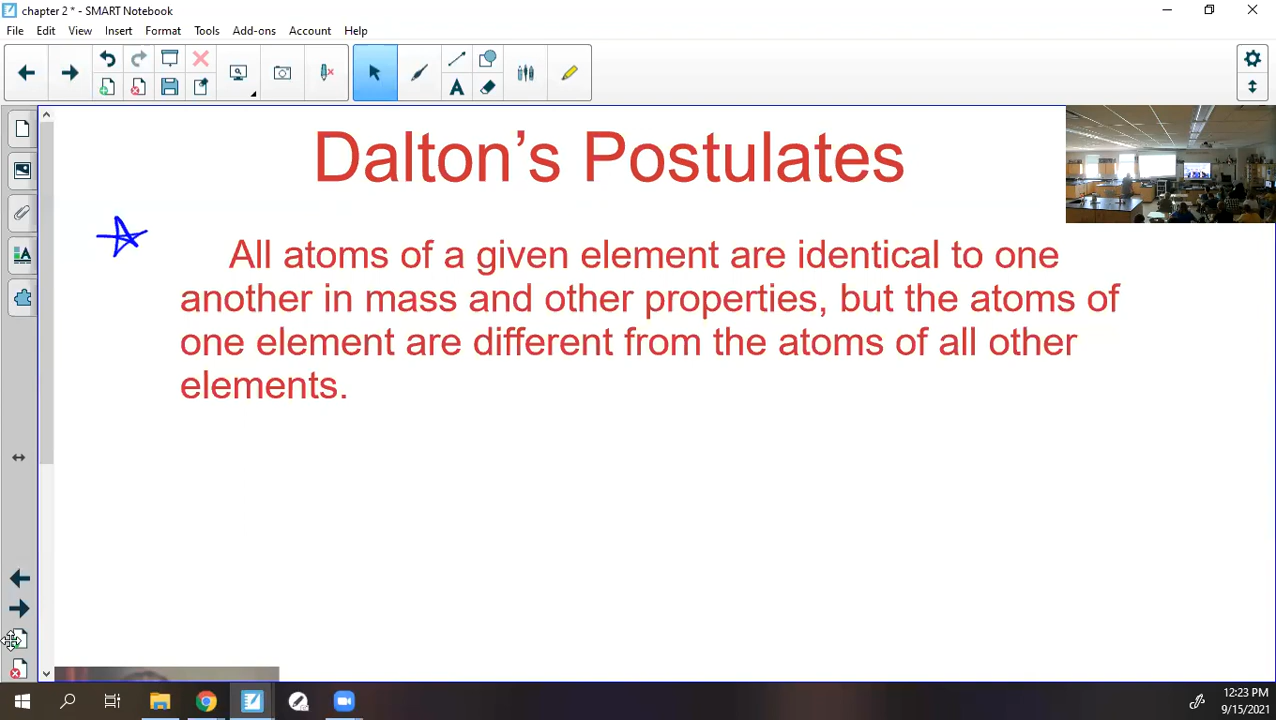 chapter 2 * - SMART Notebook
File Edit View Insert Format Tools Add-ons Account Help
Dalton's Postulates
All atoms of a given element are identical to one
another in mass and other properties, but the atoms of
one element are different from the atoms of all other
elements.
12:23 PM
9/15/2021